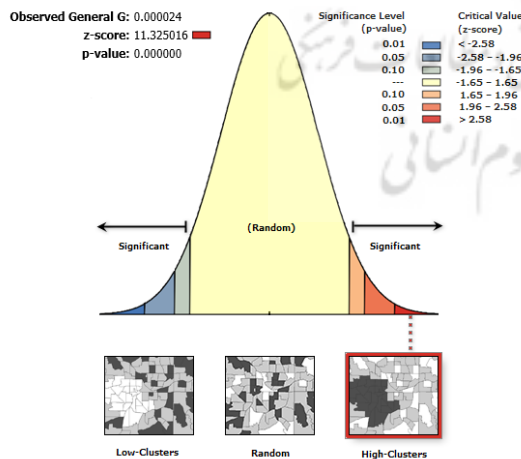 Observed General G: 0.000024
z-score: 11.325016
p-value: 0.000000
Significance Level
(p-value)
Critical Value
(z-score)
0.01 < -2.58
0.05 -2.58 – -1.96
0.10 -1.96 – -1.65
--- -1.65 - 1.65
0.10 1.65 – 1.96
0.05 1.96 – 2.58
0.01 > 2.58
(Random)
Significant
Significant
Low-Clusters
Random
High-Clusters